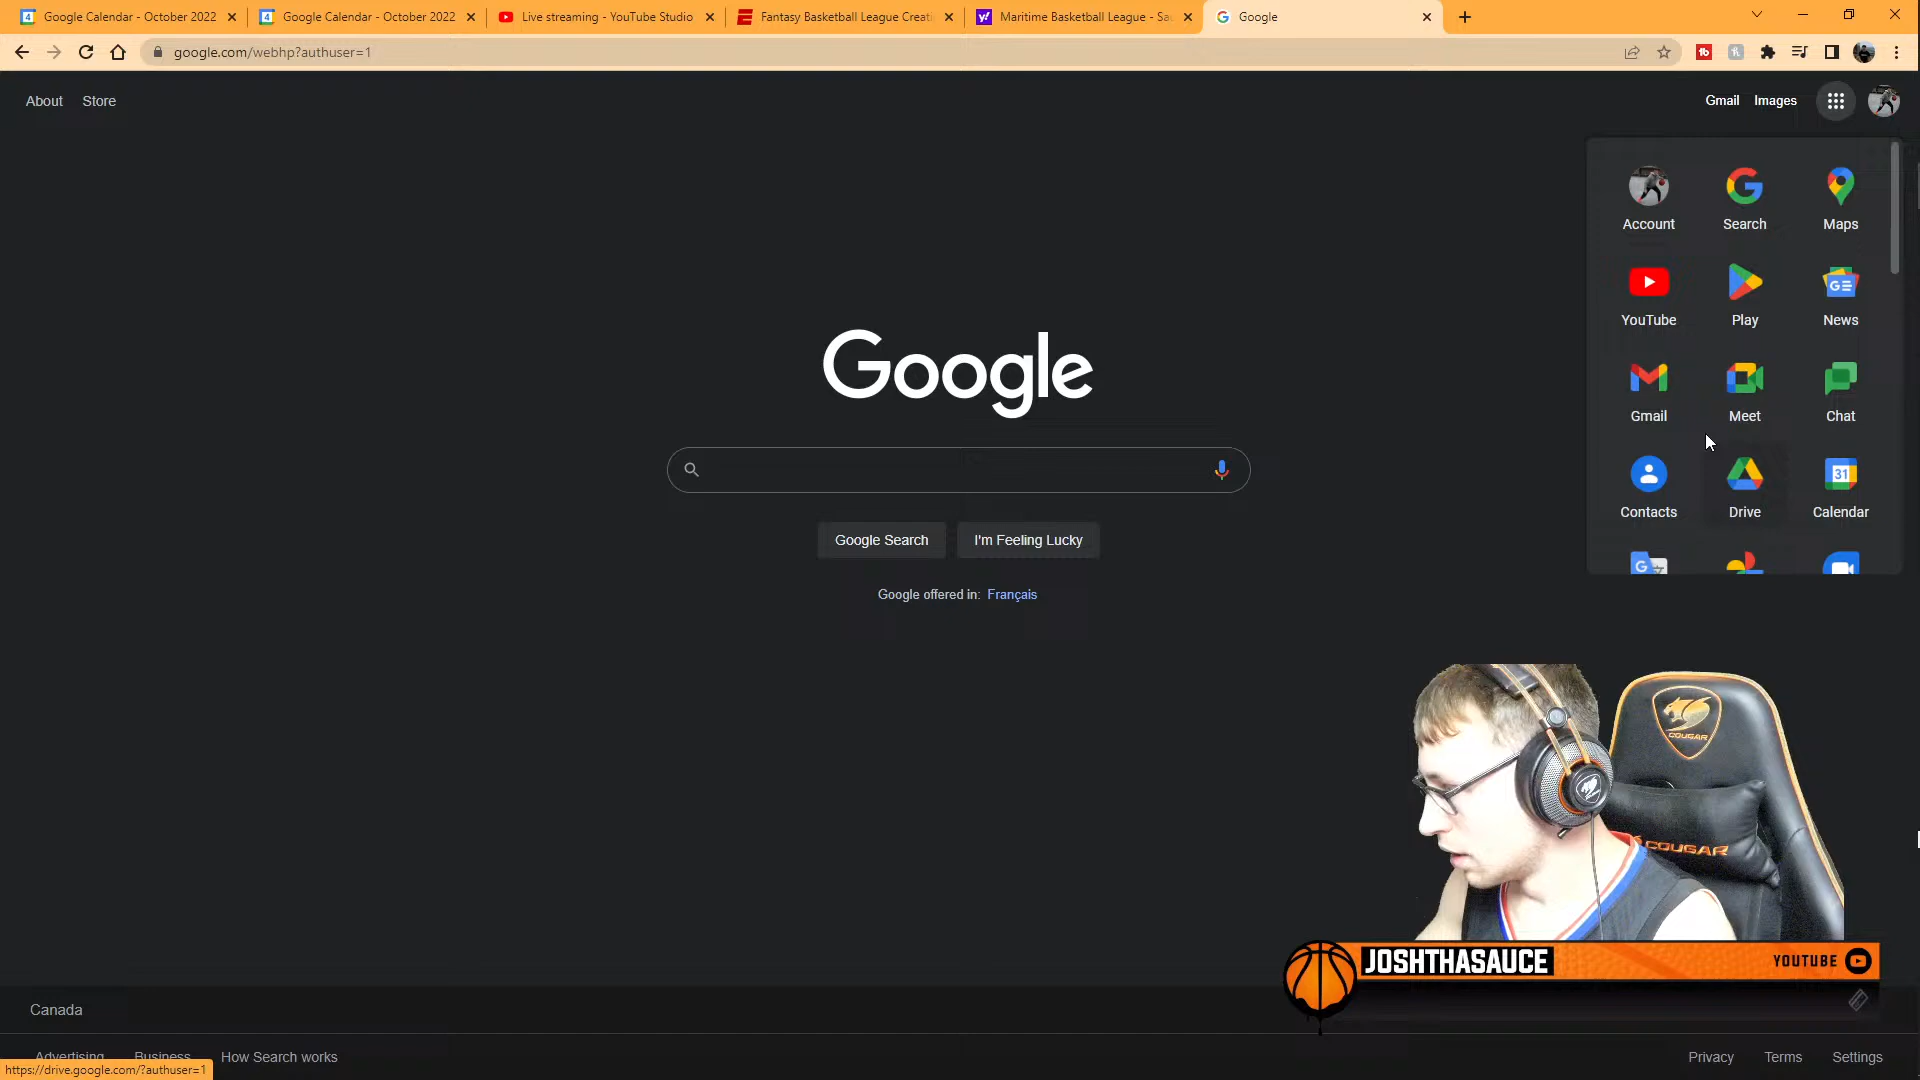 Google Calendar - October 2022
Google Calendar - October 2022
Live streaming - YouTube Studio
Fantasy Basketball League Creati
Maritime Basketball League - Sau
Google
google.com/webhp?authuser=1
About
Store
Gmail
Images
Account
Search
Maps
YouTube
Play
News
Gmail
Meet
Chat
Contacts
Drive
31
Calendar
Google
Google Search
I'm Feeling Lucky
Google offered in: Français
COUGAR
COUGAR
JOSHTHASAUCE
YOUTUBE
Canada
Advertising
Business
How Search works
Privacy
Terms
Settings
https://drive.google.com/?authuser=1